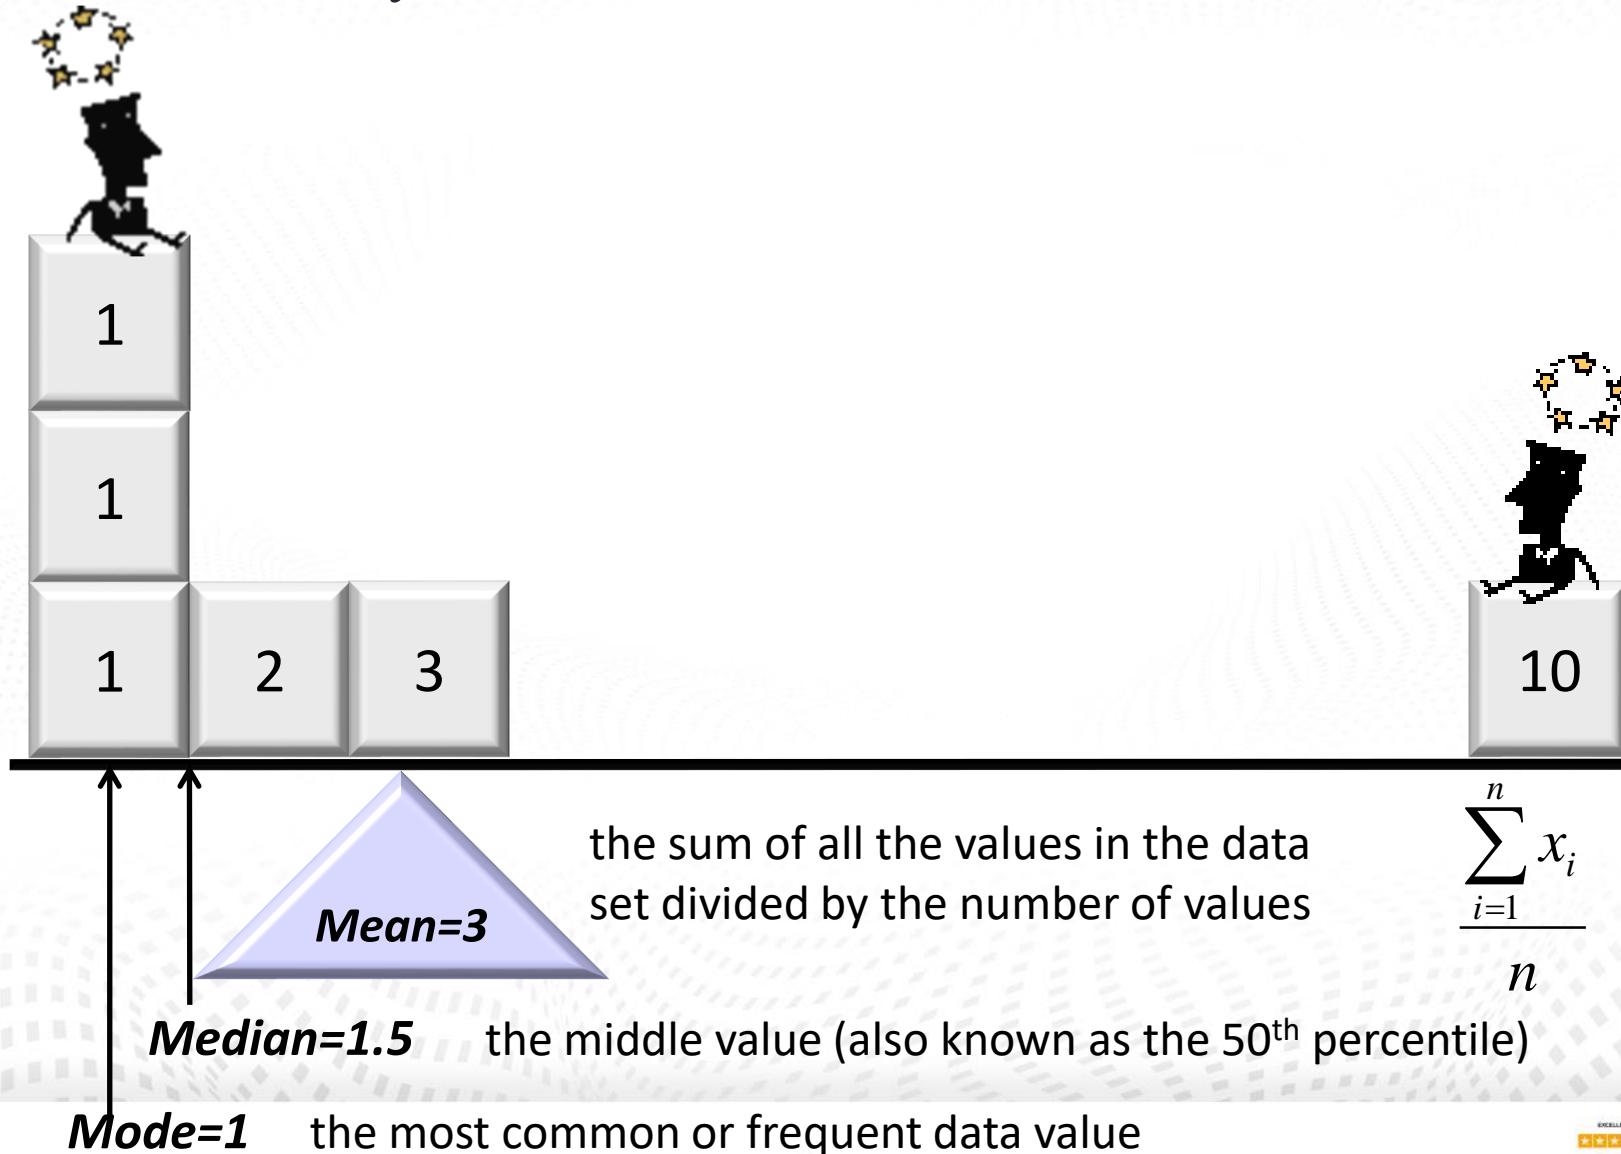 1
1
1 2 3 10
the sum of all the values in the data
set divided by the number of values
Mean=3
n
∑ xᵢ
i=1
n
Median=1.5 the middle value (also known as the 50th percentile)
Mode=1 the most common or frequent data value